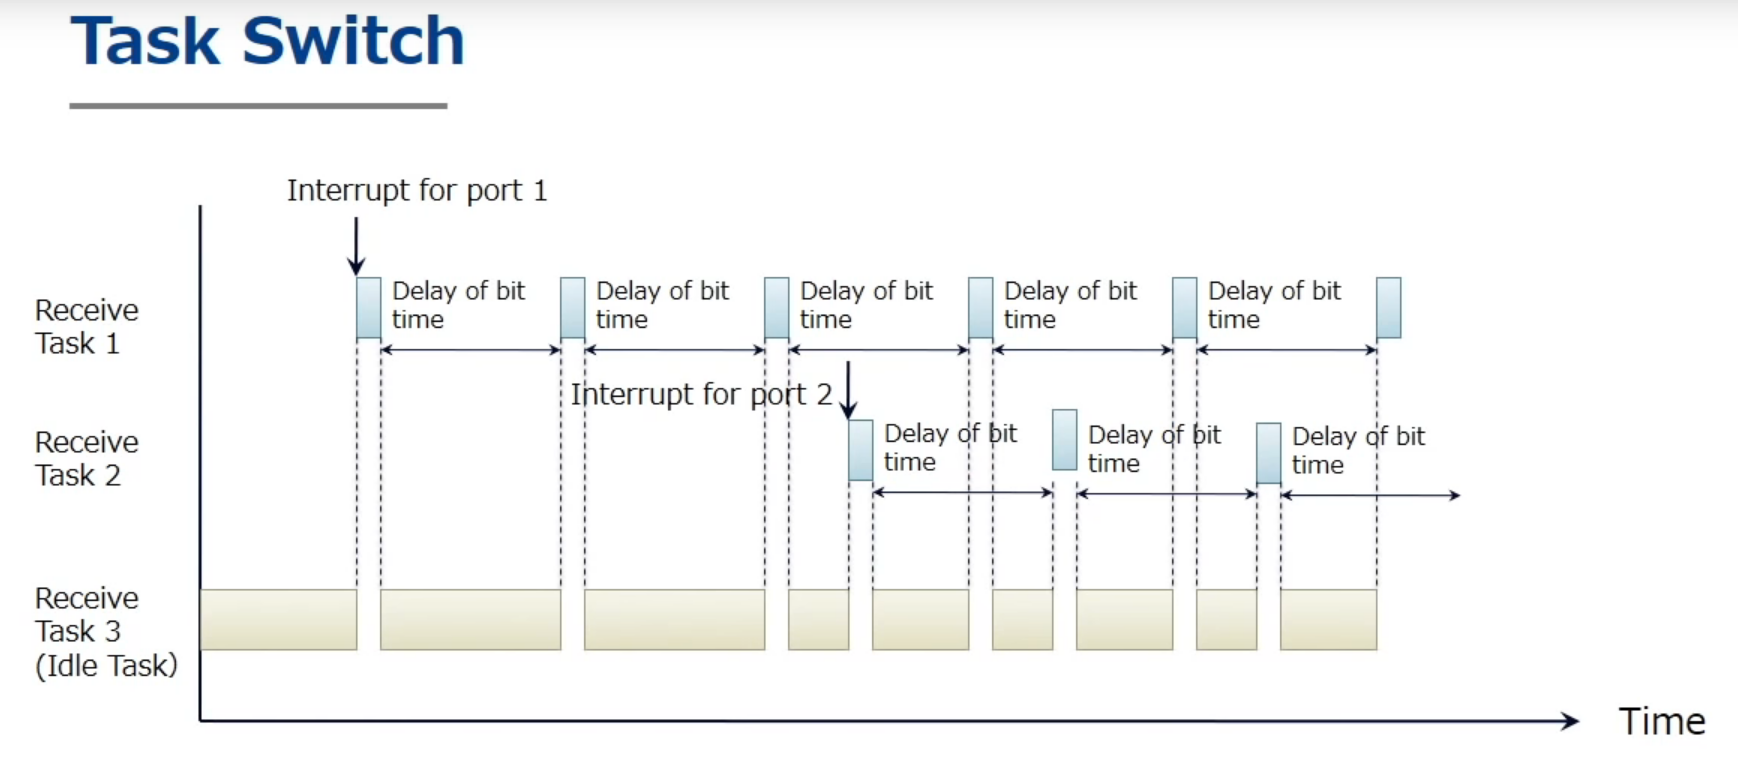 Task Switch
Interrupt for port 1
Receive
Task 1
Delay of bit
time
Delay of bit
time
Delay of bit
time
Delay of bit
time
Delay of bit
time
Interrupt for port 2
Receive
Task 2
Delay of bit
time
Delay of bit
time
Delay of bit
time
Receive
Task 3
(Idle Task)
Time